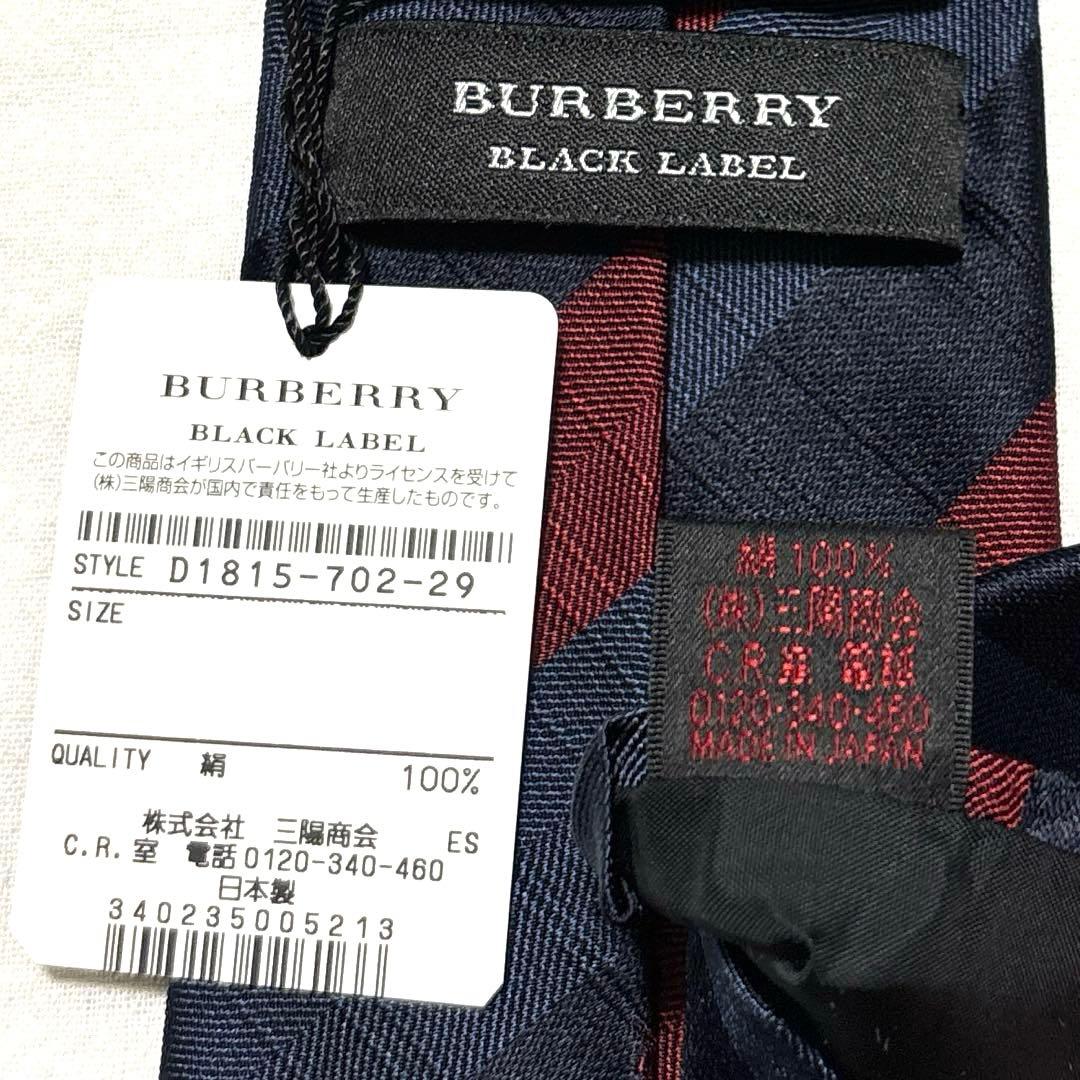 BURBERRY
BLACK LABEL
BURBERRY
BLACK LABEL
この商品はイギリスバーバリー社よりライセンスを受けて
(株)三陽商会が国内で責任をもって生産したものです。
STYLE D1815-702-29
SIZE
QUALITY 絹 100%
株式会社 三陽商会 ES
C.R.室 電話0120-340-460
日本製
340235005213
絹100%
(株)三陽商会
C.R.室 電話
0120·340·460
MADE IN JAPAN